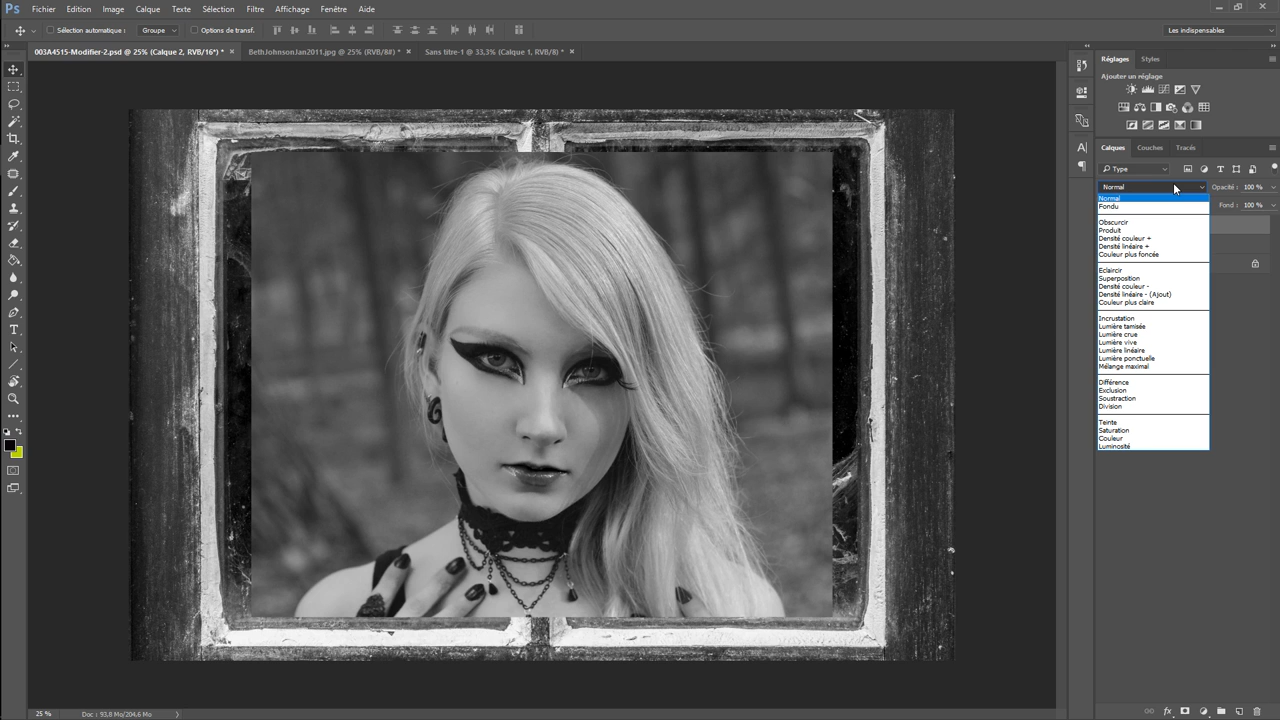 Ps Fichier Edition Image Calque Texte Sélection Filtre Affichage Fenêtre Aide
Sélection automatique : Groupe Options de transf. Les indispensables
003A4515-Modifier-2.psd @ 25% (Calque 2, RVB/16*) * × BethJohnsonJan2011.jpg @ 25% (RVB/8#) * × Sans titre-1 @ 33,3% (Calque 1, RVB/8) * ×
Réglages Styles
Ajouter un réglage
Calques Couches Tracés
Type
Normal Opacité : 100 %
Fond : 100 %
Normal
Fondu
Obscurcir
Produit
Densité couleur +
Densité linéaire +
Couleur plus foncée
Eclaircir
Superposition
Densité couleur -
Densité linéaire - (Ajout)
Couleur plus claire
Incrustation
Lumière tamisée
Lumière crue
Lumière vive
Lumière linéaire
Lumière ponctuelle
Mélange maximal
Différence
Exclusion
Soustraction
Division
Teinte
Saturation
Couleur
Luminosité
25 % Doc : 93,8 Mo/204,6 Mo